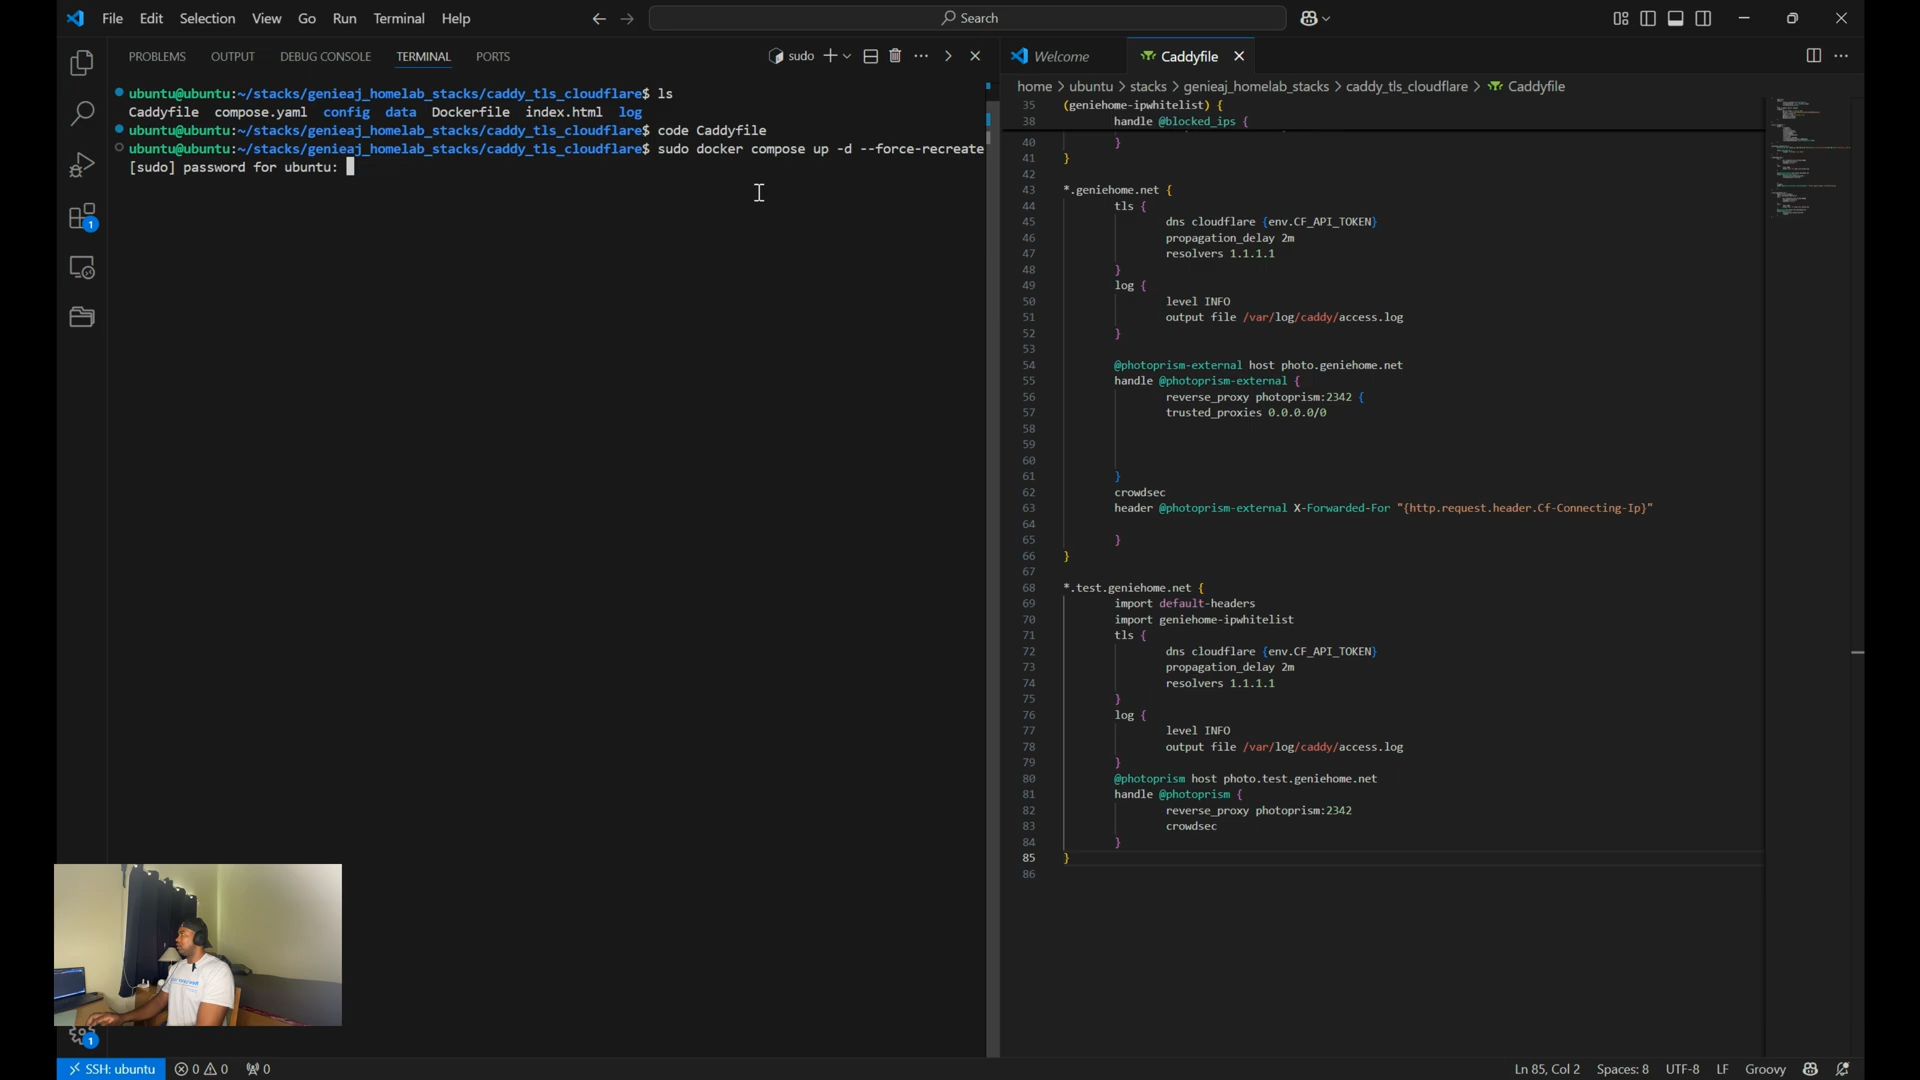 File Edit Selection View Go Run Terminal Help
Search
PROBLEMS OUTPUT DEBUG CONSOLE TERMINAL PORTS
sudo
ubuntu@ubuntu:~/stacks/genieaj_homelab_stacks/caddy_tls_cloudflare$ ls
Caddyfile compose.yaml config data Dockerfile index.html log
ubuntu@ubuntu:~/stacks/genieaj_homelab_stacks/caddy_tls_cloudflare$ code Caddyfile
ubuntu@ubuntu:~/stacks/genieaj_homelab_stacks/caddy_tls_cloudflare$ sudo docker compose up -d --force-recreate
[sudo] password for ubuntu:
1
1
Welcome Caddyfile
home > ubuntu > stacks > genieaj_homelab_stacks > caddy_tls_cloudflare > Caddyfile
35 (geniehome-ipwhitelist) {
38 handle @blocked_ips {
40 }
41 }
42
43 *.geniehome.net {
44 tls {
45 dns cloudflare {env.CF_API_TOKEN}
46 propagation_delay 2m
47 resolvers 1.1.1.1
48 }
49 log {
50 level INFO
51 output file /var/log/caddy/access.log
52 }
53
54 @photoprism-external host photo.geniehome.net
55 handle @photoprism-external {
56 reverse_proxy photoprism:2342 {
57 trusted_proxies 0.0.0.0/0
58
59
60
61 }
62 crowdsec
63 header @photoprism-external X-Forwarded-For "{http.request.header.Cf-Connecting-Ip}"
64
65 }
66 }
67
68 *.test.geniehome.net {
69 import default-headers
70 import geniehome-ipwhitelist
71 tls {
72 dns cloudflare {env.CF_API_TOKEN}
73 propagation_delay 2m
74 resolvers 1.1.1.1
75 }
76 log {
77 level INFO
78 output file /var/log/caddy/access.log
79 }
80 @photoprism host photo.test.geniehome.net
81 handle @photoprism {
82 reverse_proxy photoprism:2342
83 crowdsec
84 }
85 }
86
SSH: ubuntu 0 0 0
Ln 85, Col 2 Spaces: 8 UTF-8 LF Groovy